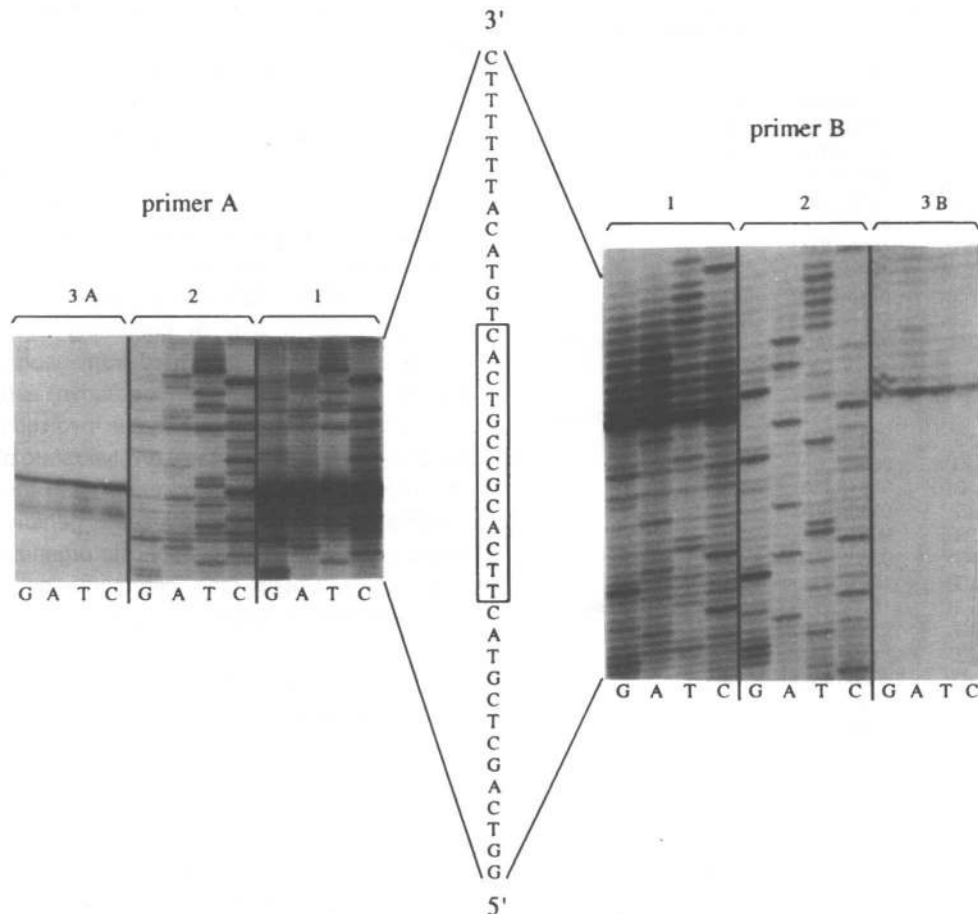 3'
C T T T T T T A C A T G T C A C T G C C G C A C T T C A T G C T C G A C T G G
5'
primer A
3 A 2 1
G A T C G A T C G A T C
primer B
1 2 3 B
G A T C G A T C G A T C